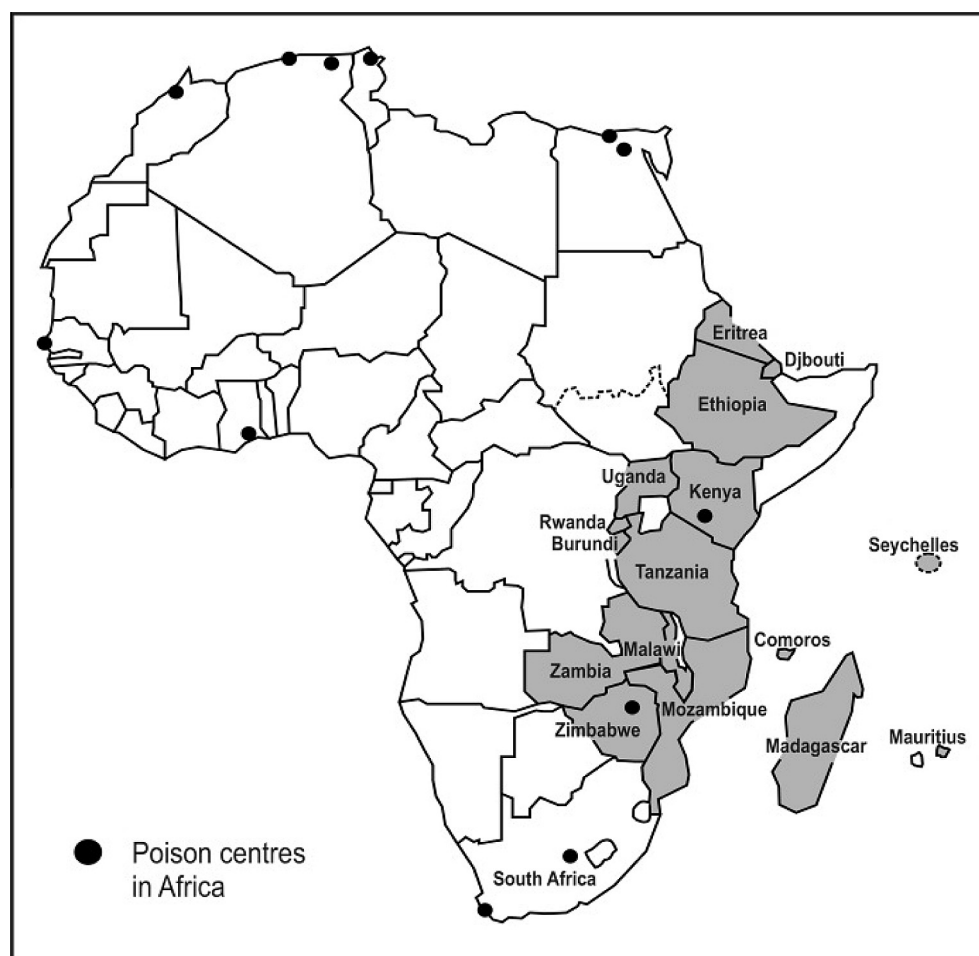 Eritrea
Djbouti
Ethiopia
Uganda
Kenya
Rwanda
Burundi
Seychelles
Tanzania
Comoros
Malawi
Zambia
Mozambique
Zimbabwe
Mauritius
Madagascar
Poison centres
in Africa
South Africa